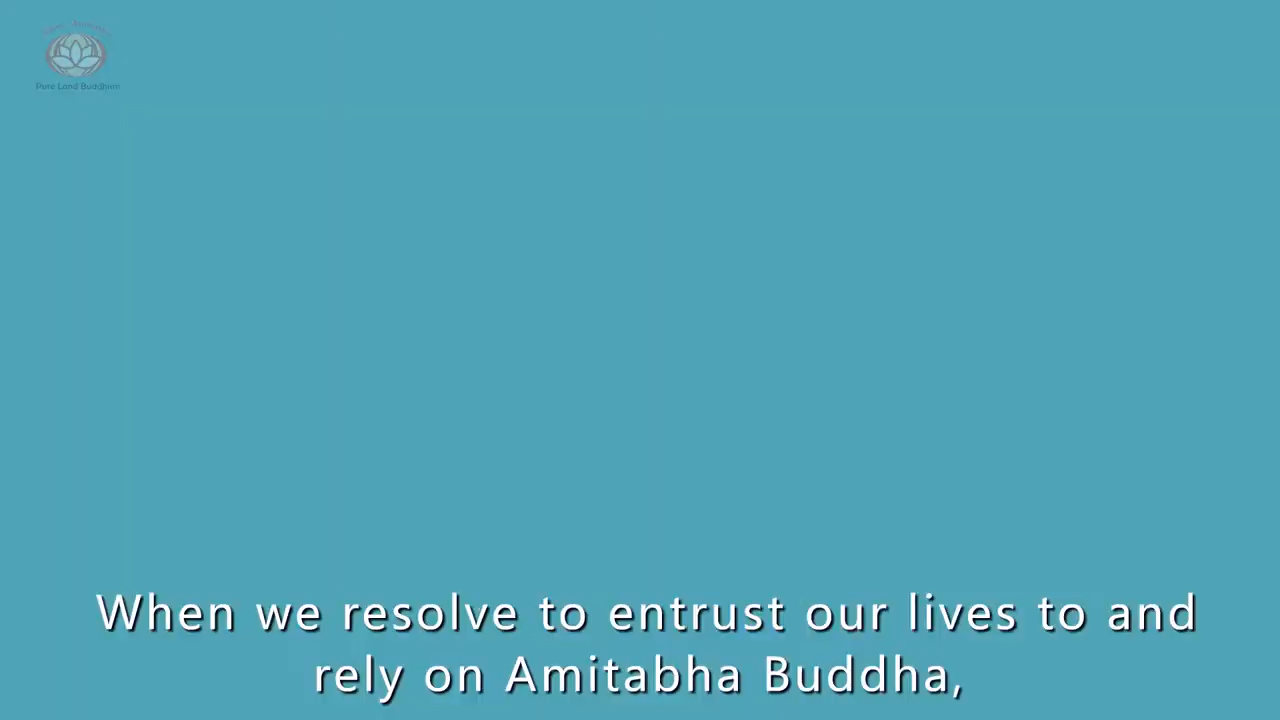 Pure Land Buddhism
When we resolve to entrust our lives to and
rely on Amitabha Buddha,